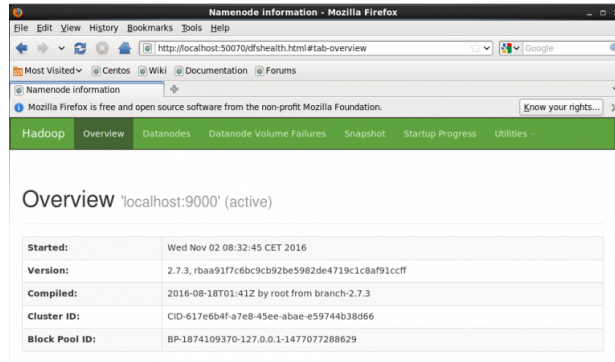 Namenode information - Mozilla Firefox
File Edit View History Bookmarks Tools Help
http://localhost:50070/dfshealth.html#tab-overview Google
Most Visited Centos Wiki Documentation Forums
Namenode information
Mozilla Firefox is free and open source software from the non-profit Mozilla Foundation. Know your rights...
Hadoop Overview Datanodes Datanode Volume Failures Snapshot Startup Progress Utilities
Overview 'localhost:9000' (active)
Started: Wed Nov 02 08:32:45 CET 2016
Version: 2.7.3, rbaa91f7c6bc9cb92be5982de4719c1c8af91ccff
Compiled: 2016-08-18T01:41Z by root from branch-2.7.3
Cluster ID: CID-617e6b4f-a7e8-45ee-abae-e59744b38d66
Block Pool ID: BP-1874109370-127.0.0.1-1477077288629